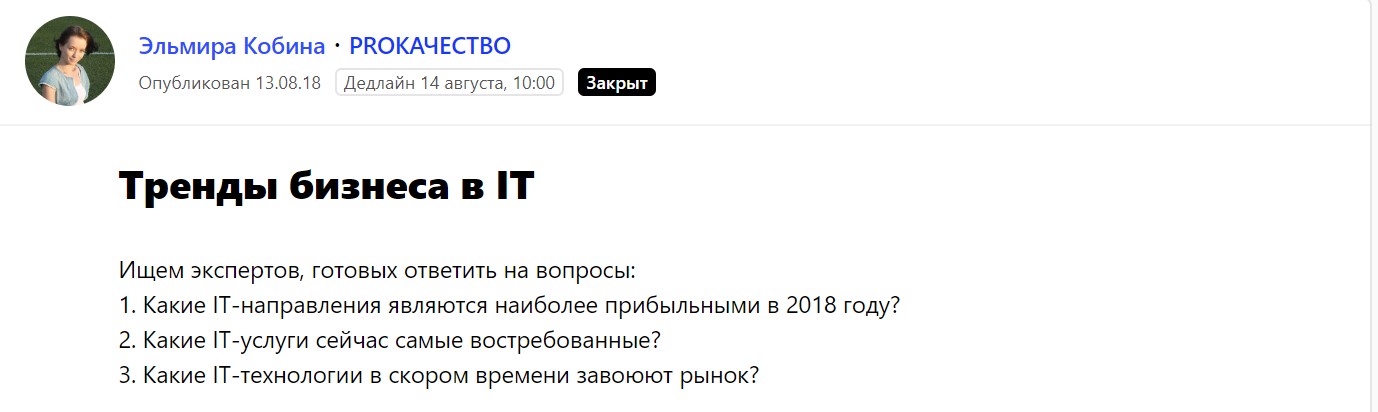 Эльмира Кобина · PROКАЧЕСТВО
Опубликован 13.08.18 Дедлайн 14 августа, 10:00 Закрыт
Тренды бизнеса в IT
Ищем экспертов, готовых ответить на вопросы:
1. Какие IT-направления являются наиболее прибыльными в 2018 году?
2. Какие IT-услуги сейчас самые востребованные?
3. Какие IT-технологии в скором времени завоюют рынок?